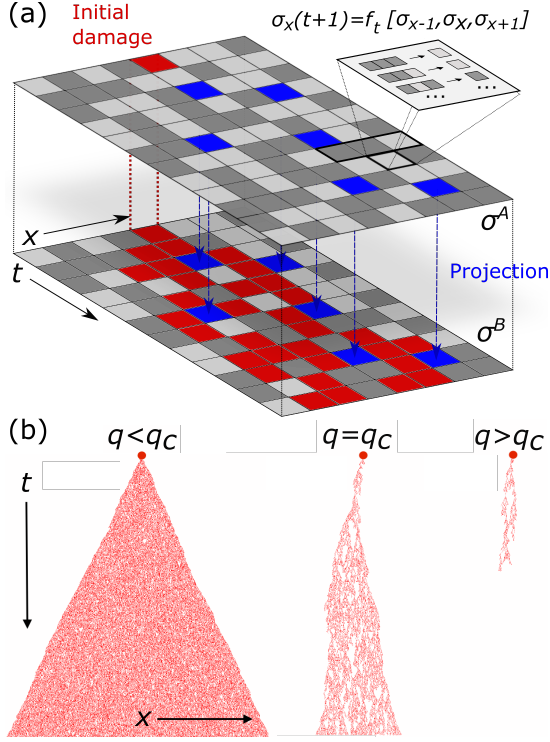 (a)
Initial
damage
σx(t+1)=ft [σx-1,σx,σx+1]
... ...
x
t
σA
Projection
σB
(b)
q<qc
q=qc
q>qc
t
x